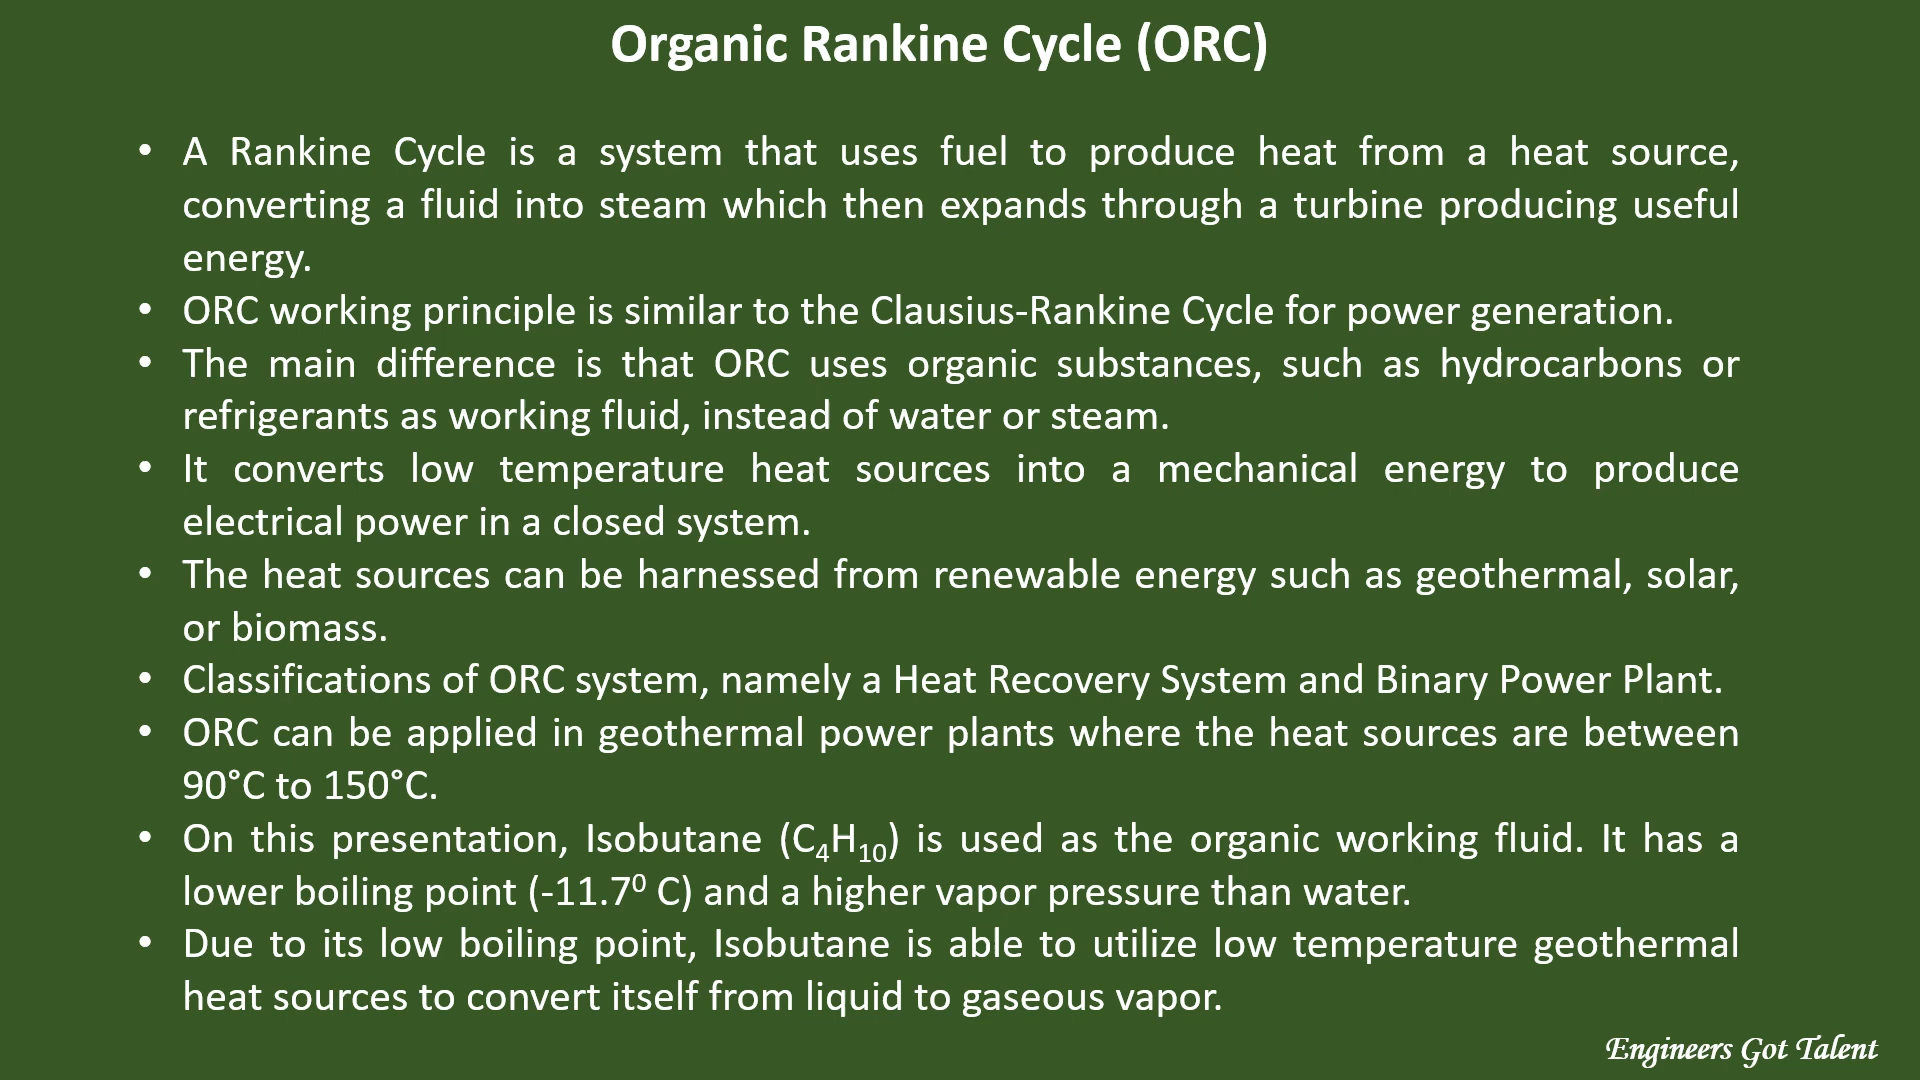 Organic Rankine Cycle (ORC)
• A Rankine Cycle is a system that uses fuel to produce heat from a heat source,
converting a fluid into steam which then expands through a turbine producing useful
energy.
• ORC working principle is similar to the Clausius-Rankine Cycle for power generation.
• The main difference is that ORC uses organic substances, such as hydrocarbons or
refrigerants as working fluid, instead of water or steam.
• It converts low temperature heat sources into a mechanical energy to produce
electrical power in a closed system.
• The heat sources can be harnessed from renewable energy such as geothermal, solar,
or biomass.
• Classifications of ORC system, namely a Heat Recovery System and Binary Power Plant.
• ORC can be applied in geothermal power plants where the heat sources are between
90°C to 150°C.
• On this presentation, Isobutane (C₄H₁₀) is used as the organic working fluid. It has a
lower boiling point (-11.7⁰ C) and a higher vapor pressure than water.
• Due to its low boiling point, Isobutane is able to utilize low temperature geothermal
heat sources to convert itself from liquid to gaseous vapor.
Engineers Got Talent